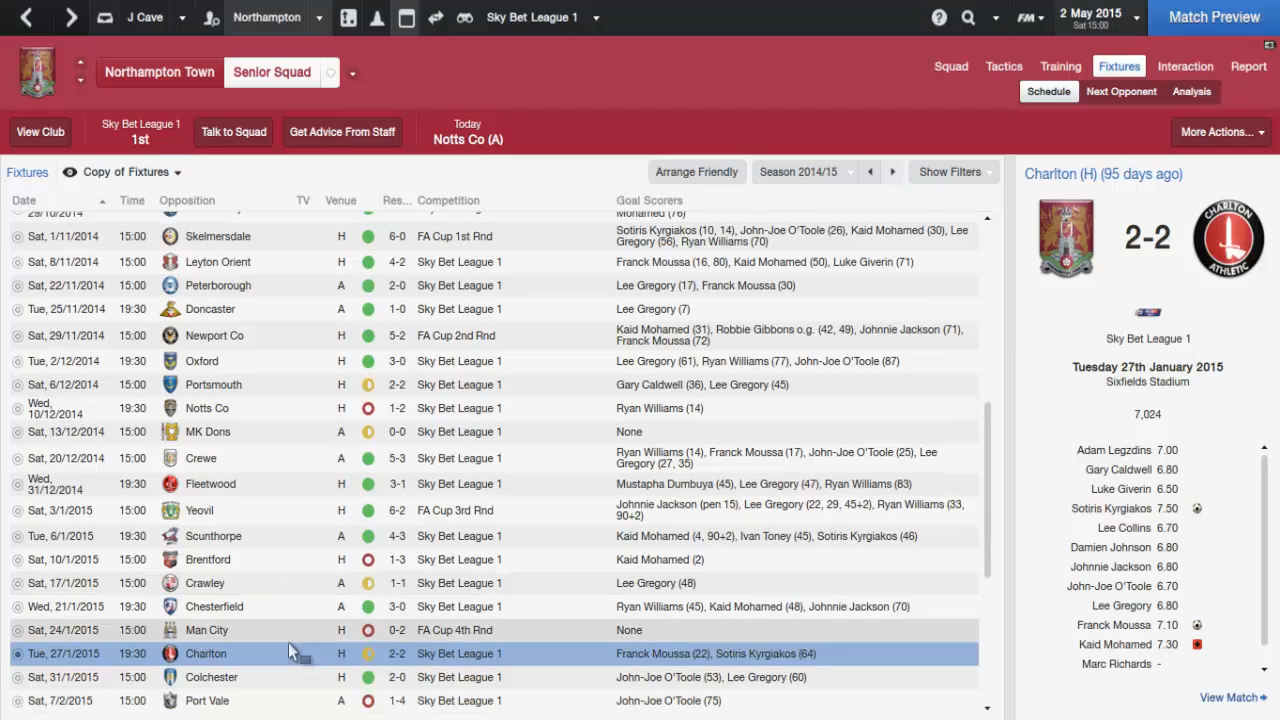 J Cave
Northampton
Sky Bet League 1
FM
2 May 2015
Sat 15:00
Match Preview
Northampton Town
Senior Squad
Squad
Tactics
Training
Fixtures
Interaction
Report
Schedule
Next Opponent
Analysis
View Club
Sky Bet League 1
1st
Talk to Squad
Get Advice From Staff
Today
Notts Co (A)
More Actions...
Fixtures
Copy of Fixtures
Arrange Friendly
Season 2014/15
Show Filters
Date Time Opposition TV Venue Res... Competition Goal Scorers
29/10/2014 Mohamed (76)
Sat, 1/11/2014 15:00 Skelmersdale H 6-0 FA Cup 1st Rnd Sotiris Kyrgiakos (10, 14), John-Joe O'Toole (26), Kaid Mohamed (30), Lee
Gregory (56), Ryan Williams (70)
Sat, 8/11/2014 15:00 Leyton Orient H 4-2 Sky Bet League 1 Franck Moussa (16, 80), Kaid Mohamed (50), Luke Giverin (71)
Sat, 22/11/2014 15:00 Peterborough A 2-0 Sky Bet League 1 Lee Gregory (17), Franck Moussa (30)
Tue, 25/11/2014 19:30 Doncaster A 1-0 Sky Bet League 1 Lee Gregory (7)
Sat, 29/11/2014 15:00 Newport Co H 5-2 FA Cup 2nd Rnd Kaid Mohamed (31), Robbie Gibbons o.g. (42, 49), Johnnie Jackson (71),
Franck Moussa (72)
Tue, 2/12/2014 19:30 Oxford H 3-0 Sky Bet League 1 Lee Gregory (61), Ryan Williams (77), John-Joe O'Toole (87)
Sat, 6/12/2014 15:00 Portsmouth H 2-2 Sky Bet League 1 Gary Caldwell (36), Lee Gregory (45)
Wed,
10/12/2014 19:30 Notts Co H 1-2 Sky Bet League 1 Ryan Williams (14)
Sat, 13/12/2014 15:00 MK Dons A 0-0 Sky Bet League 1 None
Sat, 20/12/2014 15:00 Crewe A 5-3 Sky Bet League 1 Ryan Williams (14), Franck Moussa (17), John-Joe O'Toole (25), Lee
Gregory (27, 35)
Wed,
31/12/2014 19:30 Fleetwood H 3-1 Sky Bet League 1 Mustapha Dumbuya (45), Lee Gregory (47), Ryan Williams (83)
Sat, 3/1/2015 15:00 Yeovil H 6-2 FA Cup 3rd Rnd Johnnie Jackson (pen 15), Lee Gregory (22, 29, 45+2), Ryan Williams (33,
90+2)
Tue, 6/1/2015 15:00 Scunthorpe A 4-3 Sky Bet League 1 Kaid Mohamed (4, 90+2), Ivan Toney (45), Sotiris Kyrgiakos (46)
Sat, 10/1/2015 15:00 Brentford H 1-3 Sky Bet League 1 Kaid Mohamed (2)
Sat, 17/1/2015 15:00 Crawley A 1-1 Sky Bet League 1 Lee Gregory (48)
Wed, 21/1/2015 19:30 Chesterfield A 3-0 Sky Bet League 1 Ryan Williams (45), Kaid Mohamed (48), Johnnie Jackson (70)
Sat, 24/1/2015 15:00 Man City H 0-2 FA Cup 4th Rnd None
Tue, 27/1/2015 19:30 Charlton H 2-2 Sky Bet League 1 Franck Moussa (22), Sotiris Kyrgiakos (64)
Sat, 31/1/2015 15:00 Colchester H 2-0 Sky Bet League 1 John-Joe O'Toole (53), Lee Gregory (60)
Sat, 7/2/2015 15:00 Port Vale A 1-4 Sky Bet League 1 John-Joe O'Toole (75)
Charlton (H) (95 days ago)
2-2
CHARLTON
ATHLETIC
Sky Bet League 1
Tuesday 27th January 2015
Sixfields Stadium
7,024
Adam Legzdins 7.00
Gary Caldwell 6.80
Luke Giverin 6.50
Sotiris Kyrgiakos 7.50
Lee Collins 6.70
Damien Johnson 6.80
Johnnie Jackson 6.80
John-Joe O'Toole 6.70
Lee Gregory 6.80
Franck Moussa 7.10
Kaid Mohamed 7.30
Marc Richards -
View Match